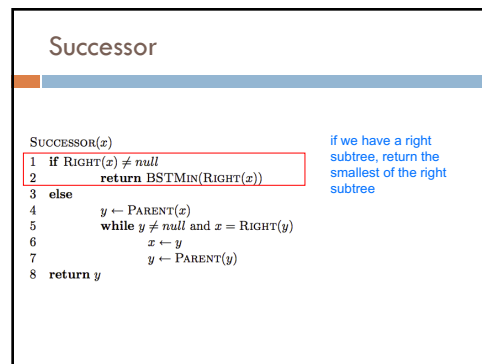 Successor
SUCCESSOR(x)
1 if RIGHT(x) ≠ null
2 return BSTMIN(RIGHT(x))
3 else
4 y ← PARENT(x)
5 while y ≠ null and x = RIGHT(y)
6 x ← y
7 y ← PARENT(y)
8 return y
if we have a right
subtree, return the
smallest of the right
subtree